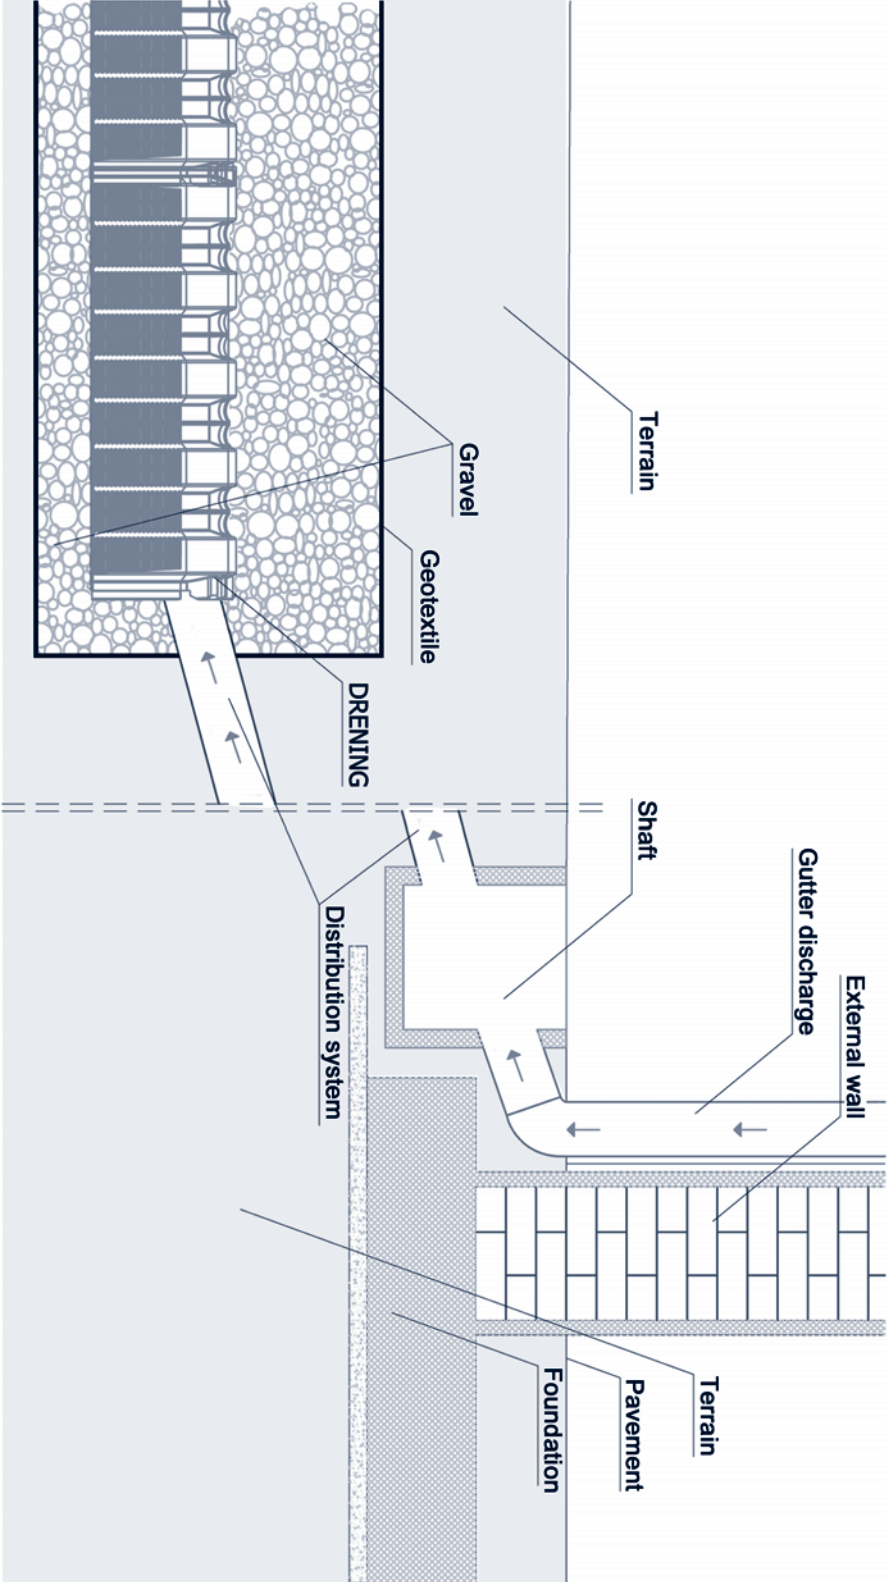 Terrain
Gravel
Geotextile
DRENING
Shaft
Gutter discharge
External wall
Distribution system
Terrain
Pavement
Foundation